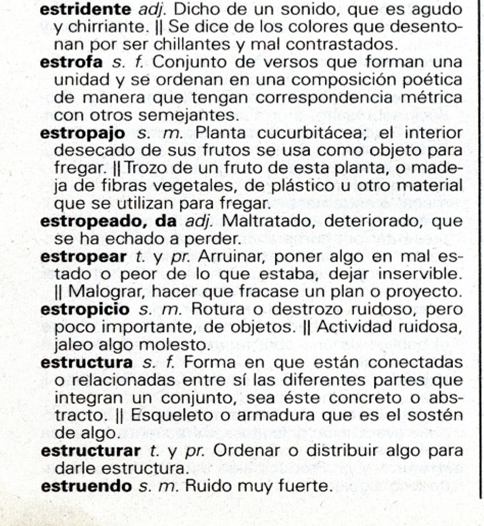 estridente adj. Dicho de un sonido, que es agudo
y chirriante. || Se dice de los colores que desento-
nan por ser chillantes y mal contrastados.
estrofa s. f. Conjunto de versos que forman una
unidad y se ordenan en una composición poética
de manera que tengan correspondencia métrica
con otros semejantes.
estropajo s. m. Planta cucurbitácea; el interior
desecado de sus frutos se usa como objeto para
fregar. || Trozo de un fruto de esta planta, o made-
ja de fibras vegetales, de plástico u otro material
que se utilizan para fregar.
estropeado, da adj. Maltratado, deteriorado, que
se ha echado a perder.
estropear t. y pr. Arruinar, poner algo en mal es-
tado o peor de lo que estaba, dejar inservible.
|| Malograr, hacer que fracase un plan o proyecto.
estropicio s. m. Rotura o destrozo ruidoso, pero
poco importante, de objetos. || Actividad ruidosa,
jaleo algo molesto.
estructura s. f. Forma en que están conectadas
o relacionadas entre sí las diferentes partes que
integran un conjunto, sea éste concreto o abs-
tracto. || Esqueleto o armadura que es el sostén
de algo.
estructurar t. y pr. Ordenar o distribuir algo para
darle estructura.
estruendo s. m. Ruido muy fuerte.